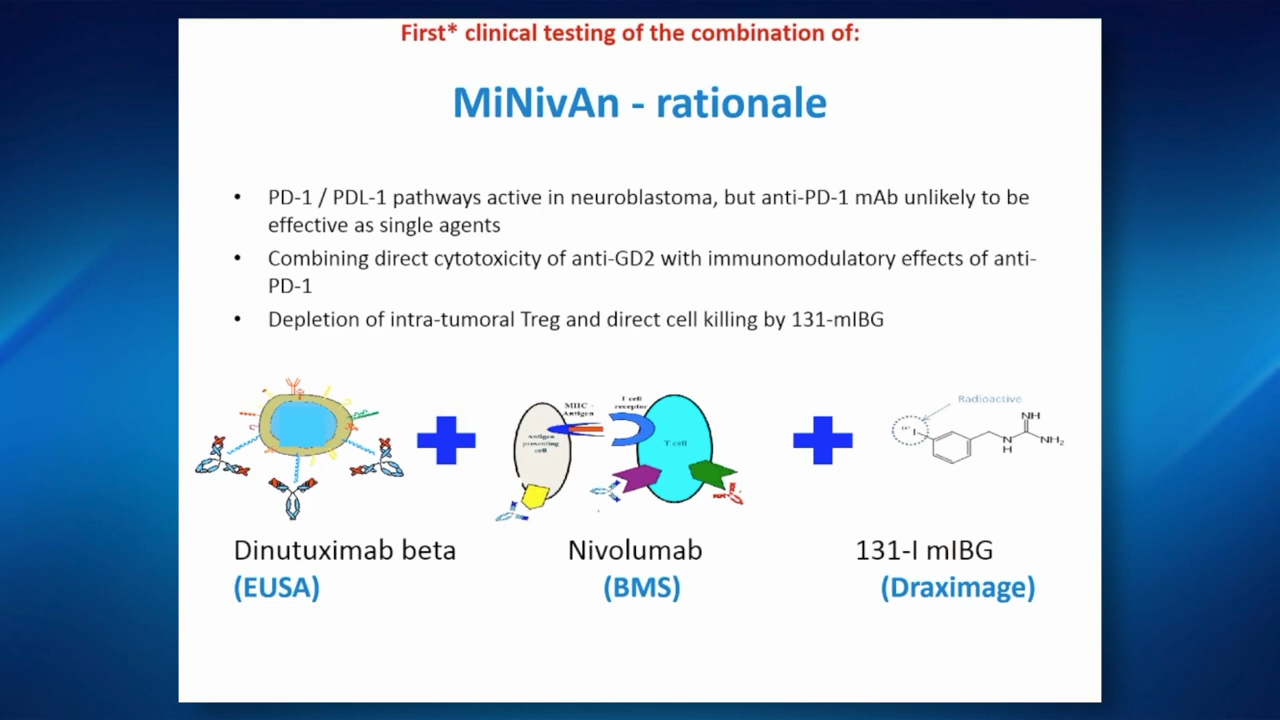 First* clinical testing of the combination of:
MiNivAn - rationale
• PD-1 / PDL-1 pathways active in neuroblastoma, but anti-PD-1 mAb unlikely to be
effective as single agents
• Combining direct cytotoxicity of anti-GD2 with immunomodulatory effects of anti-
PD-1
• Depletion of intra-tumoral Treg and direct cell killing by 131-mIBG
MHC -
Antigen
T cell
receptor
Antigen
presenting
cell
T cell
Radioactive
131 I
NH
N
H
NH2
Dinutuximab beta
(EUSA)
Nivolumab
(BMS)
131-I mIBG
(Draximage)